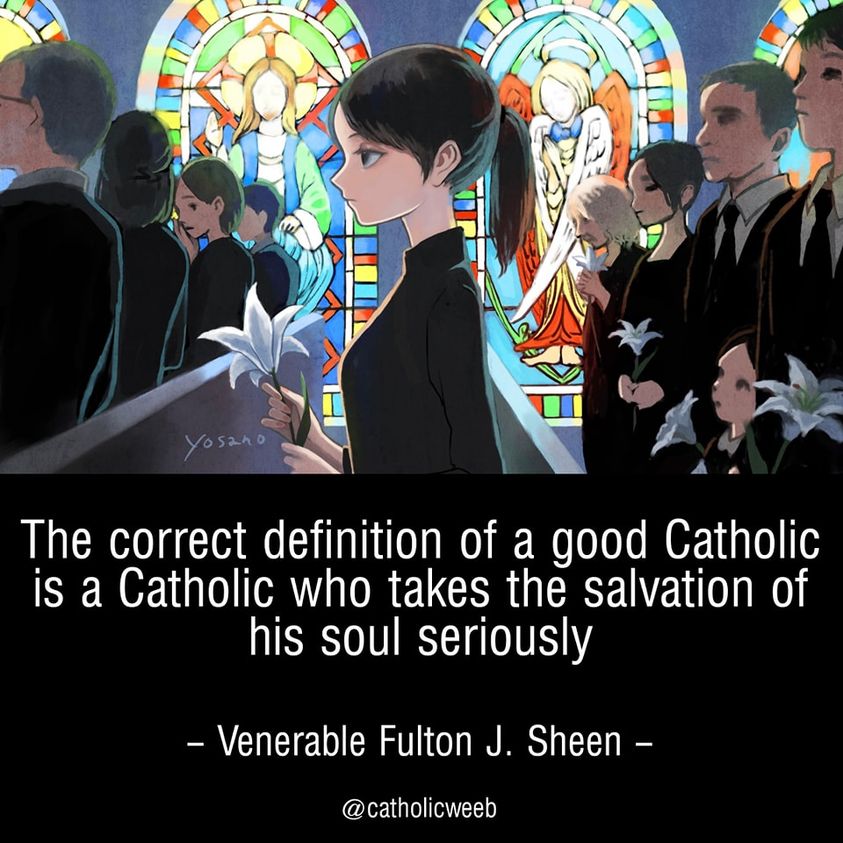 Yosano
The correct definition of a good Catholic
is a Catholic who takes the salvation of
his soul seriously
– Venerable Fulton J. Sheen –
@catholicweeb